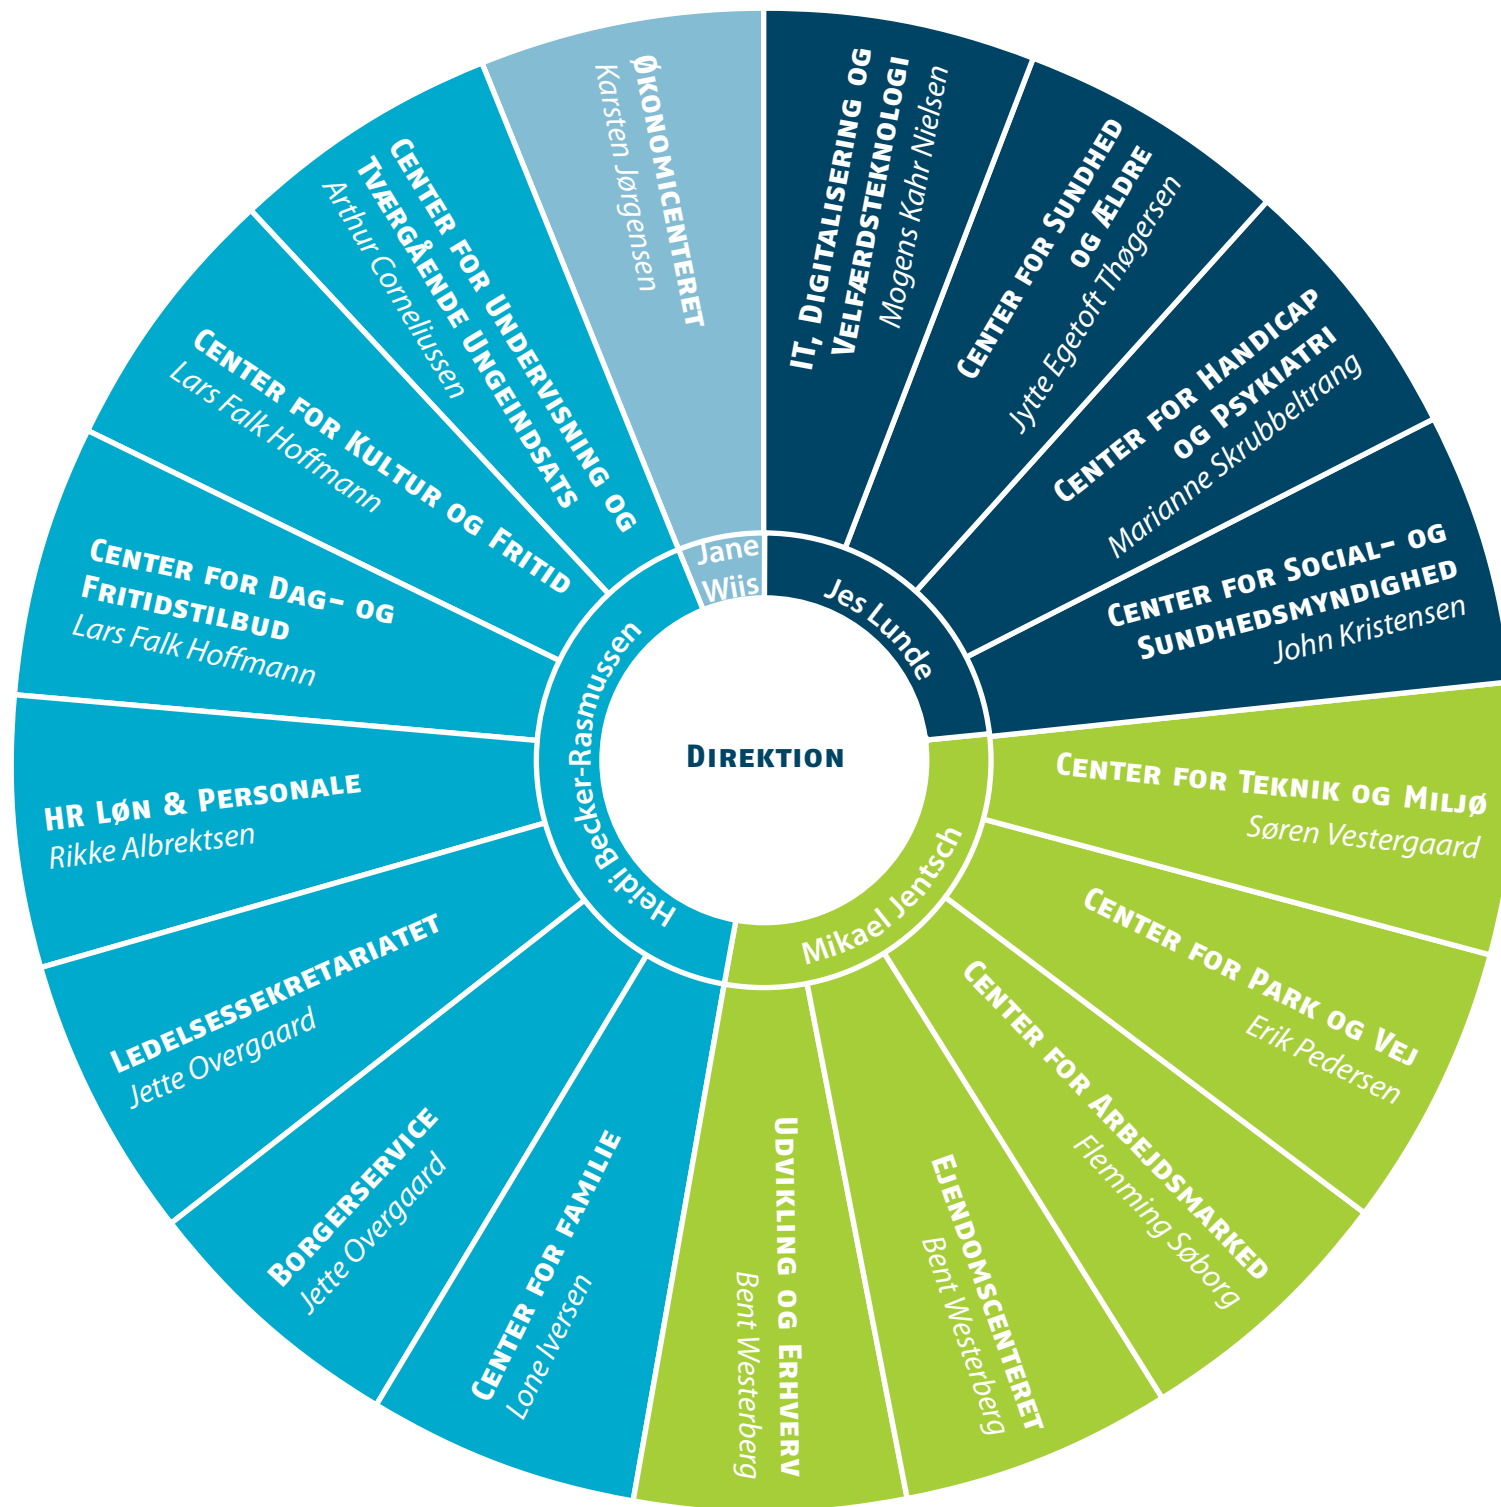 Direktion
Jane
Wiis
Jes Lunde
Mikael Jentsch
Heidi Becker-Rasmussen
IT, Digitalisering og
Velfærdsteknologi
Mogens Kahr Nielsen
Center for Sundhed
og Ældre
Jytte Egetoft Thøgersen
Center for Handicap
og Psykiatri
Marianne Skrubbeltrang
Center for Social- og
Sundhedsmyndighed
John Kristensen
Center for Teknik og Miljø
Søren Vestergaard
Center for Park og Vej
Erik Pedersen
Center for Arbejdsmarked
Flemming Søborg
Ejendomscenteret
Bent Westerberg
Udvikling og Erhverv
Bent Westerberg
Center for familie
Lone Iversen
Borgerservice
Jette Overgaard
Ledelsessekretariatet
Jette Overgaard
HR Løn & Personale
Rikke Albrektsen
Center for Dag- og
Fritidstilbud
Lars Falk Hoffmann
Center for Kultur og Fritid
Lars Falk Hoffmann
Center for Undervisning og
Tværgående Ungeindsats
Arthur Corneliussen
Økonomicenteret
Karsten Jørgensen